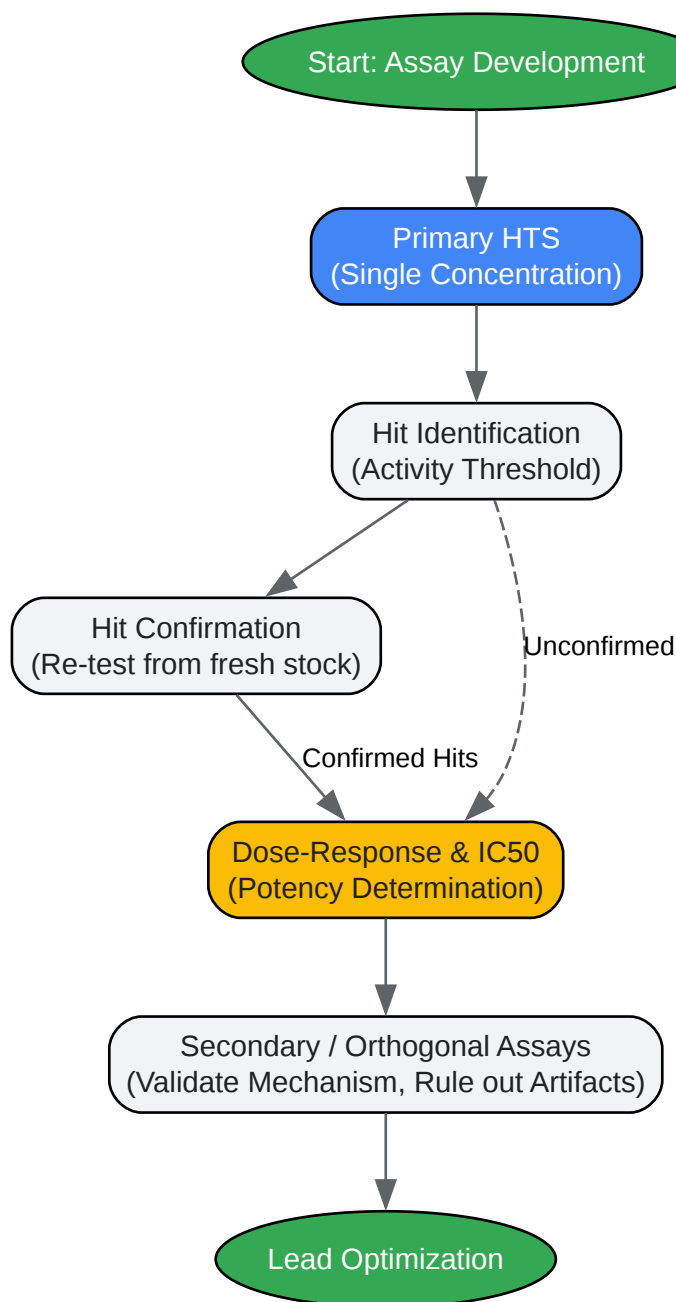 Start: Assay Development
Primary HTS
(Single Concentration)
Hit Identification
(Activity Threshold)
Hit Confirmation
(Re-test from fresh stock)
Unconfirmed
Confirmed Hits
Dose-Response & IC50
(Potency Determination)
Secondary / Orthogonal Assays
(Validate Mechanism, Rule out Artifacts)
Lead Optimization